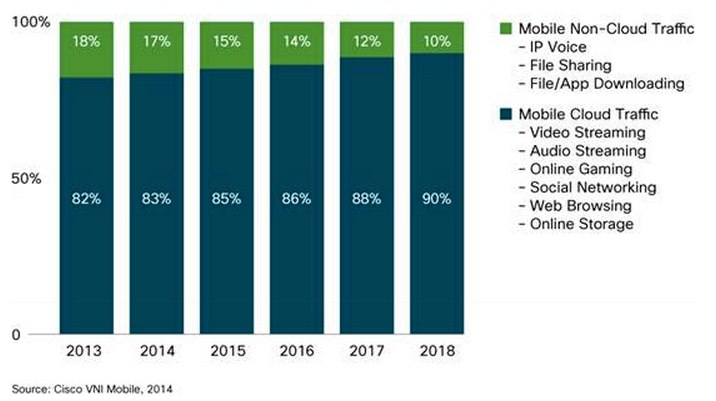 100%
18% 17% 15% 14% 12% 10%
50%
82% 83% 85% 86% 88% 90%
0
2013 2014 2015 2016 2017 2018
Mobile Non-Cloud Traffic
- IP Voice
- File Sharing
- File/App Downloading
Mobile Cloud Traffic
- Video Streaming
- Audio Streaming
- Online Gaming
- Social Networking
- Web Browsing
- Online Storage
Source: Cisco VNI Mobile, 2014